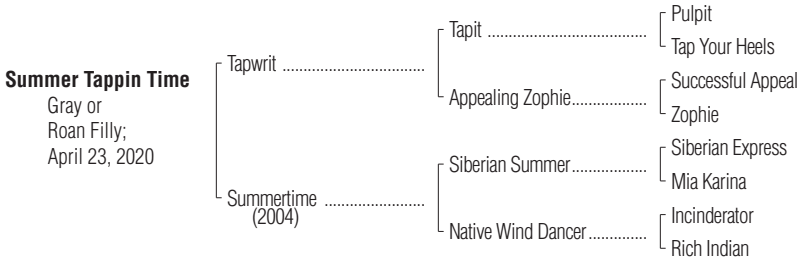 Summer Tappin Time
Gray or
Roan Filly;
April 23, 2020
Tapwrit
Summertime
(2004)
Tapit
Appealing Zophie
Siberian Summer
Native Wind Dancer
Pulpit
Tap Your Heels
Successful Appeal
Zophie
Siberian Express
Mia Karina
Incinderator
Rich Indian